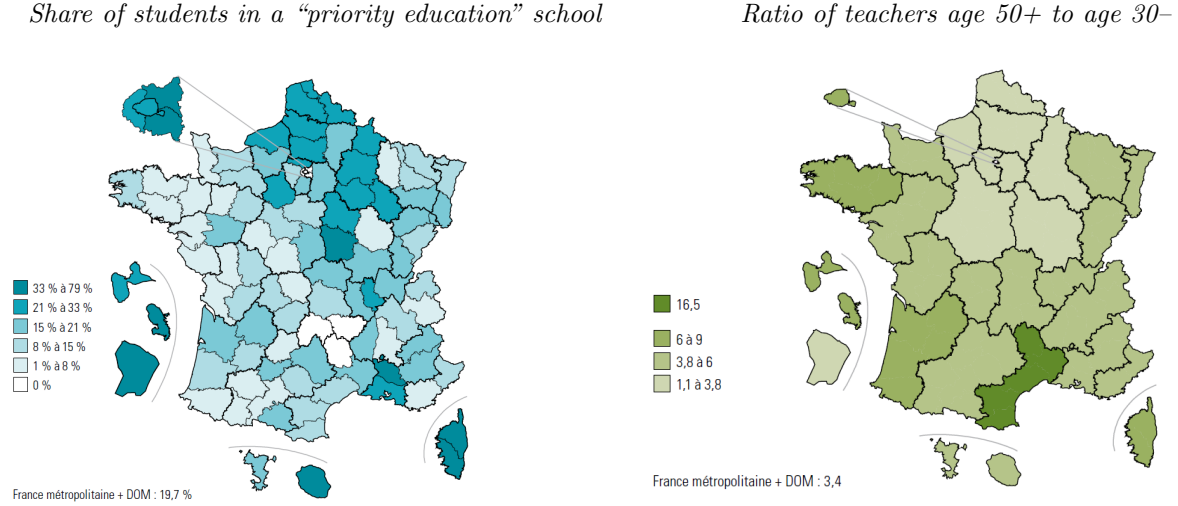 Share of students in a “priority education” school
Ratio of teachers age 50+ to age 30–
33 % à 79 %
21 % à 33 %
15 % à 21 %
8 % à 15 %
1 % à 8 %
0 %
France métropolitaine + DOM : 19,7 %
16,5
6 à 9
3,8 à 6
1,1 à 3,8
France métropolitaine + DOM : 3,4